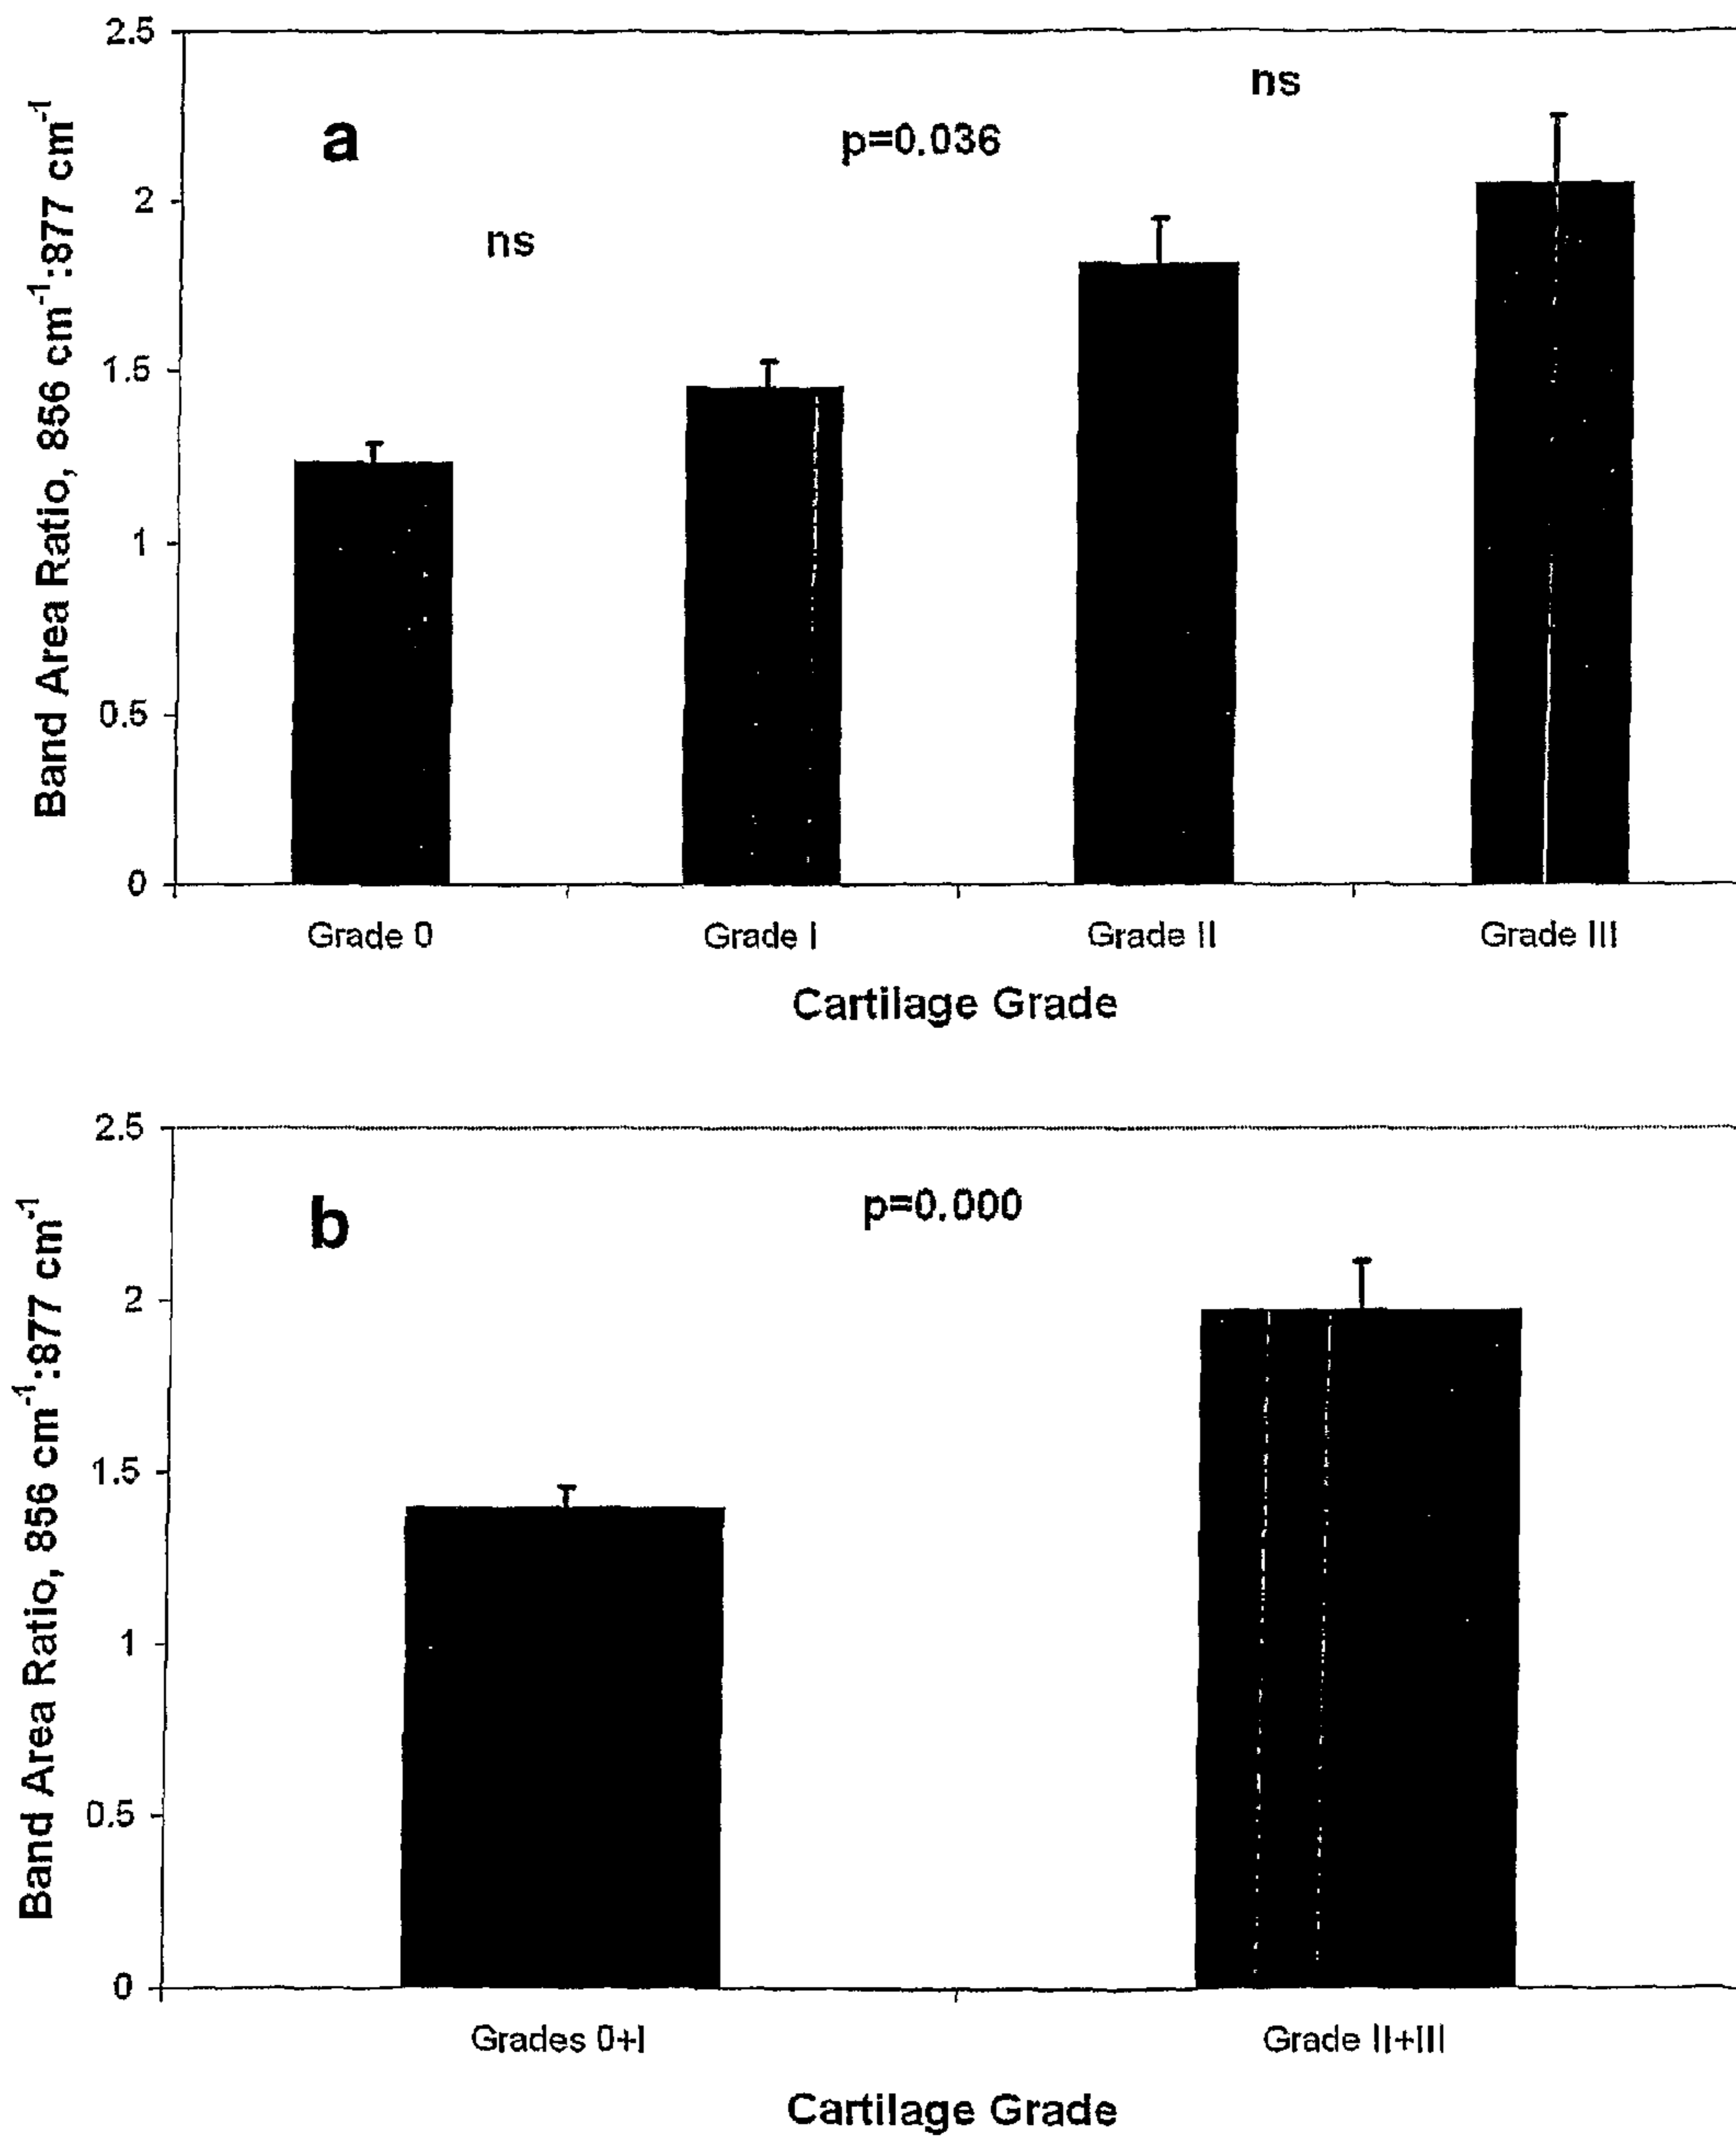 2.5
ns
a
p=0.036
2
ns
1.5
1
0.5
0
Band Area Ratio, 856 cm⁻¹:877 cm⁻¹
Grade 0 Grade I Grade II Grade III
Cartilage Grade
2.5
b
p=0.000
2
1.5
1
0.5
0
Band Area Ratio, 856 cm⁻¹:877 cm⁻¹
Grades 0+I Grade II+III
Cartilage Grade